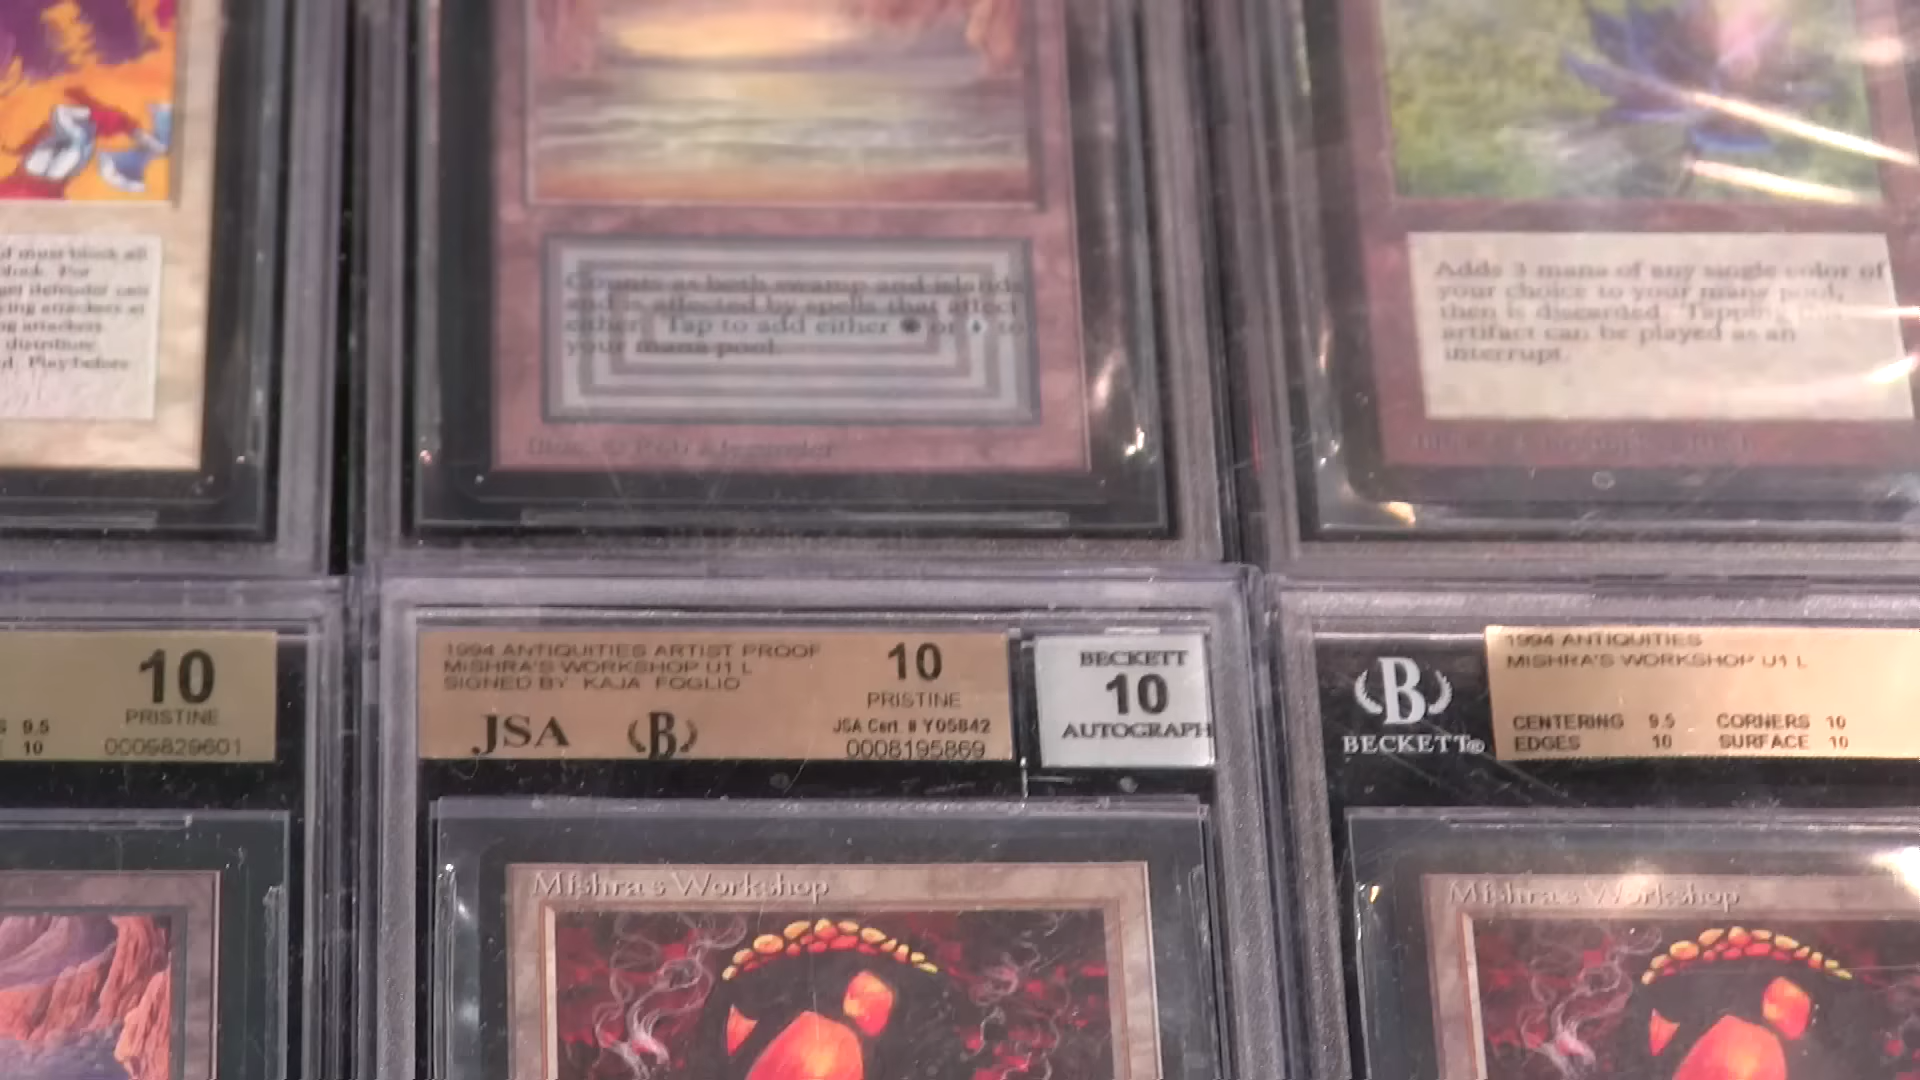 Counts as both swamp and islands
and is affected by spells that affect
either. Tap to add either or to
your mana pool.
Adds 3 mana of any single color of
your choice to your mana pool,
then is discarded. Tapping this
artifact can be played as an
interrupt.
10
PRISTINE
9.5
10
0009829601
1994 ANTIQUITIES ARTIST PROOF
MISHRA'S WORKSHOP U1 L
SIGNED BY KAJA FOGLIO
JSA
B
10
PRISTINE
JSA Cert. # Y05842
0008195869
BECKETT
10
AUTOGRAPH
B
BECKETT®
1994 ANTIQUITIES
MISHRA'S WORKSHOP U1 L
CENTERING 9.5 CORNERS 10
EDGES 10 SURFACE 10
Mishra's Workshop
Mishra's Workshop